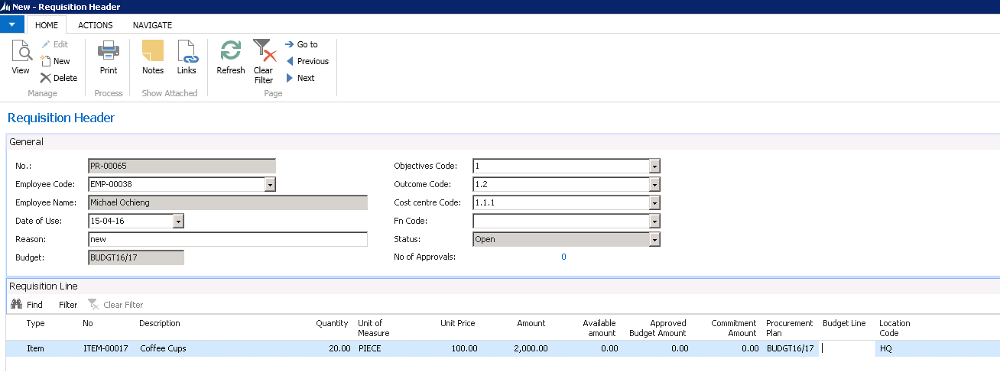 New - Requisition Header
HOME ACTIONS NAVIGATE
View
Edit
New
Delete
Manage
Print
Process
Notes Links
Show Attached
Refresh
Clear
Filter
Go to
Previous
Next
Page
Requisition Header
General
No.: PR-00065
Employee Code: EMP-00038
Employee Name: Michael Ochieng
Date of Use: 15-04-16
Reason: new
Budget: BUDGT16/17
Objectives Code: 1
Outcome Code: 1.2
Cost centre Code: 1.1.1
Fn Code:
Status: Open
No of Approvals: 0
Requisition Line
Find Filter Clear Filter
Type No Description Quantity Unit of Measure Unit Price Amount Available amount Approved Budget Amount Commitment Amount Procurement Plan Budget Line Location Code
Item ITEM-00017 Coffee Cups 20.00 PIECE 100.00 2,000.00 0.00 0.00 0.00 BUDGT16/17 HQ